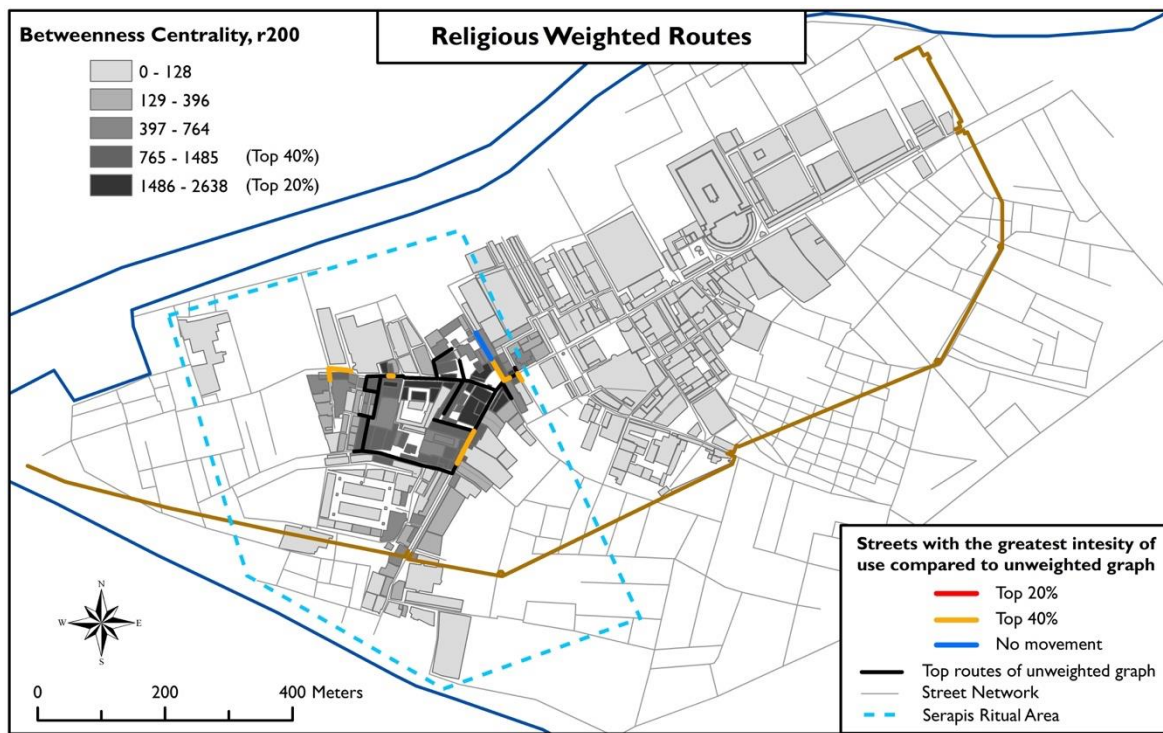 Religious Weighted Routes
Betweenness Centrality, r200
0 - 128
129 - 396
397 - 764
765 - 1485 (Top 40%)
1486 - 2638 (Top 20%)
N
W E
S
0 200 400 Meters
Streets with the greatest intesity of
use compared to unweighted graph
Top 20%
Top 40%
No movement
Top routes of unweighted graph
Street Network
Serapis Ritual Area